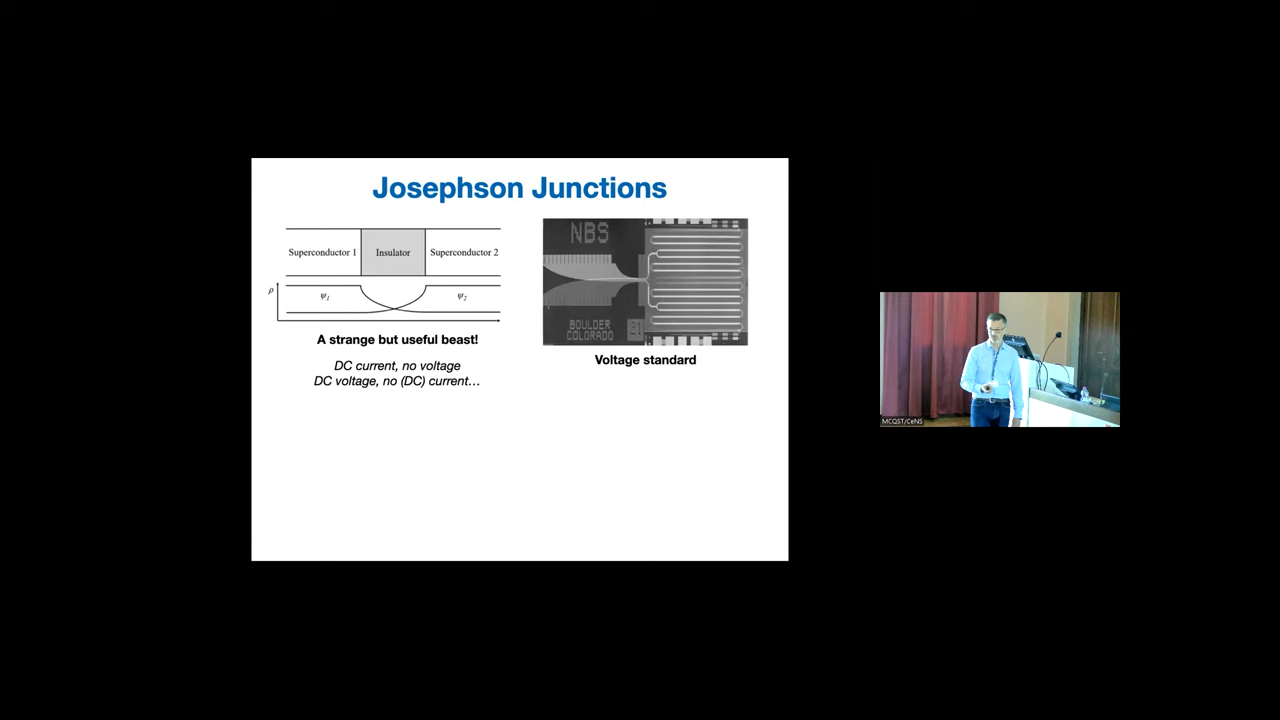 Josephson Junctions
Superconductor 1
Insulator
Superconductor 2
ρ
ψ1
ψ2
A strange but useful beast!
DC current, no voltage
DC voltage, no (DC) current…
NBS
BOULDER
COLORADO
Voltage standard
MCQST/CeNS